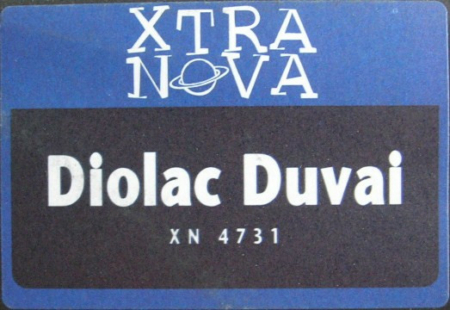 XTRA
NOVA
Diolac Duvai
XN 4731